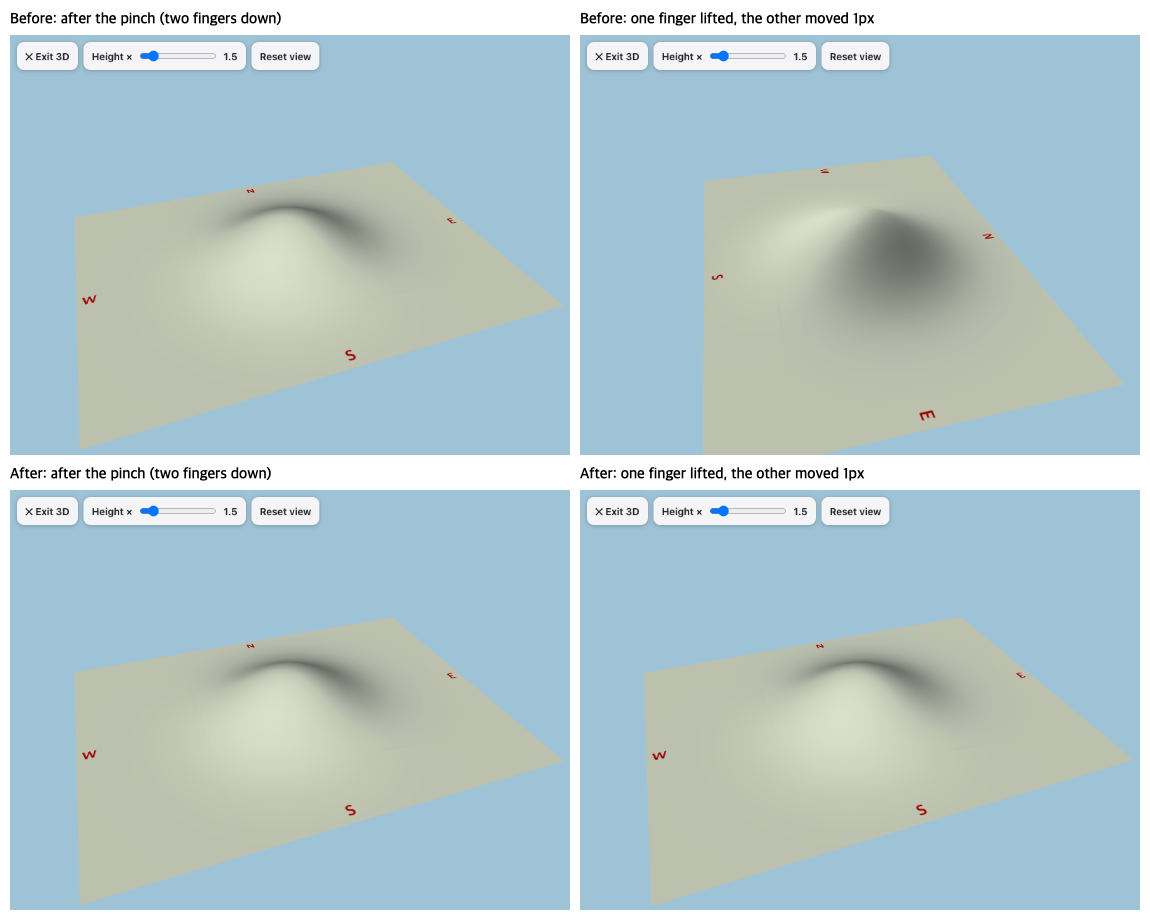 Before: after the pinch (two fingers down)
Before: one finger lifted, the other moved 1px
× Exit 3D Height × 1.5 Reset view
× Exit 3D Height × 1.5 Reset view
N
E
W
S
W
N
S
E
After: after the pinch (two fingers down)
After: one finger lifted, the other moved 1px
× Exit 3D Height × 1.5 Reset view
× Exit 3D Height × 1.5 Reset view
N
E
W
S
N
E
W
S